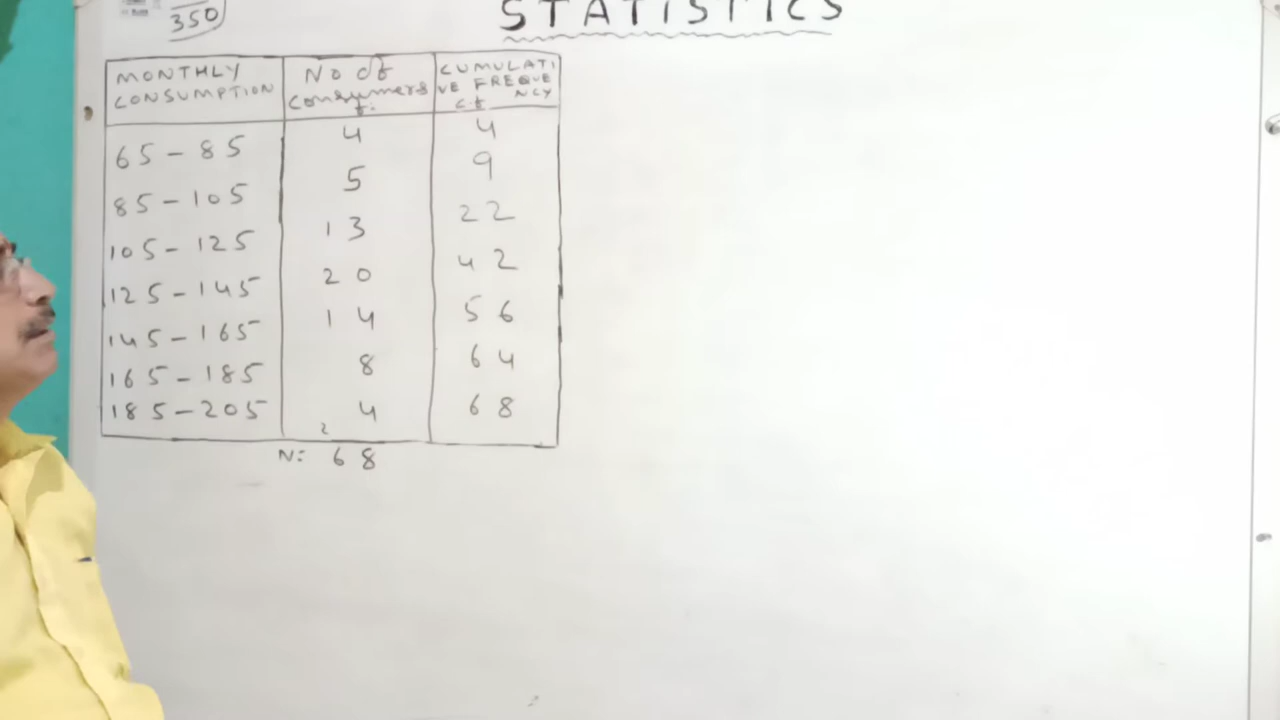 350
STATISTICS
MONTHLY CONSUMPTION | No of consumers f. | CUMULATIVE FREQUENCY c.f.
65-85 | 4 | 4
85-105 | 5 | 9
105-125 | 13 | 22
125-145 | 20 | 42
145-165 | 14 | 56
165-185 | 8 | 64
185-205 | 4 | 68
2
N: 68